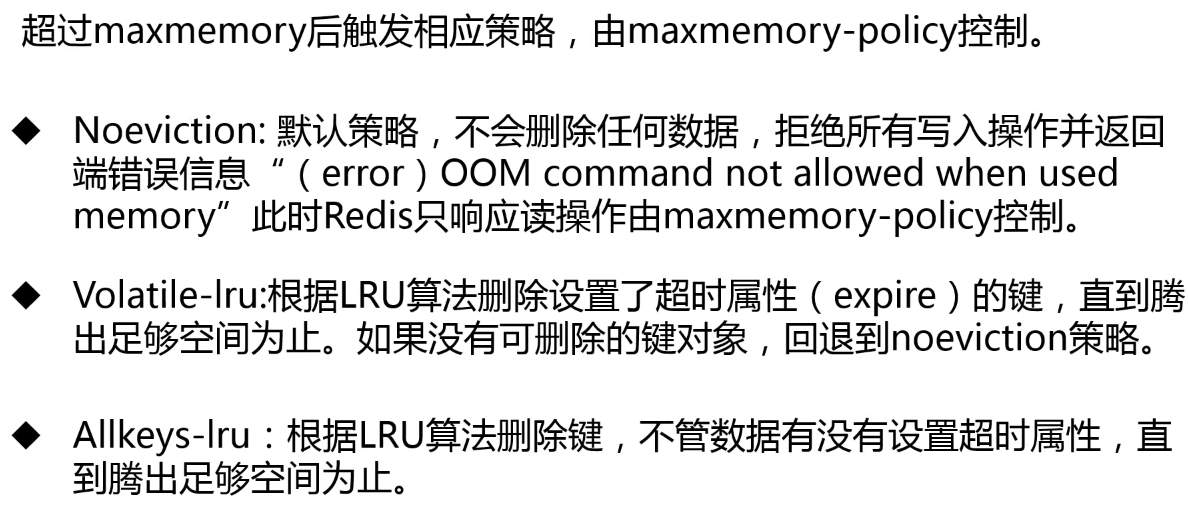 超过maxmemory后触发相应策略，由maxmemory-policy控制。
◆ Noeviction: 默认策略，不会删除任何数据，拒绝所有写入操作并返回
端错误信息“（error）OOM command not allowed when used
memory”此时Redis只响应读操作由maxmemory-policy控制。
◆ Volatile-lru:根据LRU算法删除设置了超时属性（expire）的键，直到腾
出足够空间为止。如果没有可删除的键对象，回退到noeviction策略。
◆ Allkeys-lru：根据LRU算法删除键，不管数据有没有设置超时属性，直
到腾出足够空间为止。